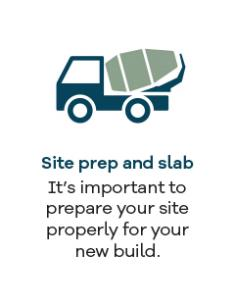 Site prep and slab
It’s important to
prepare your site
properly for your
new build.